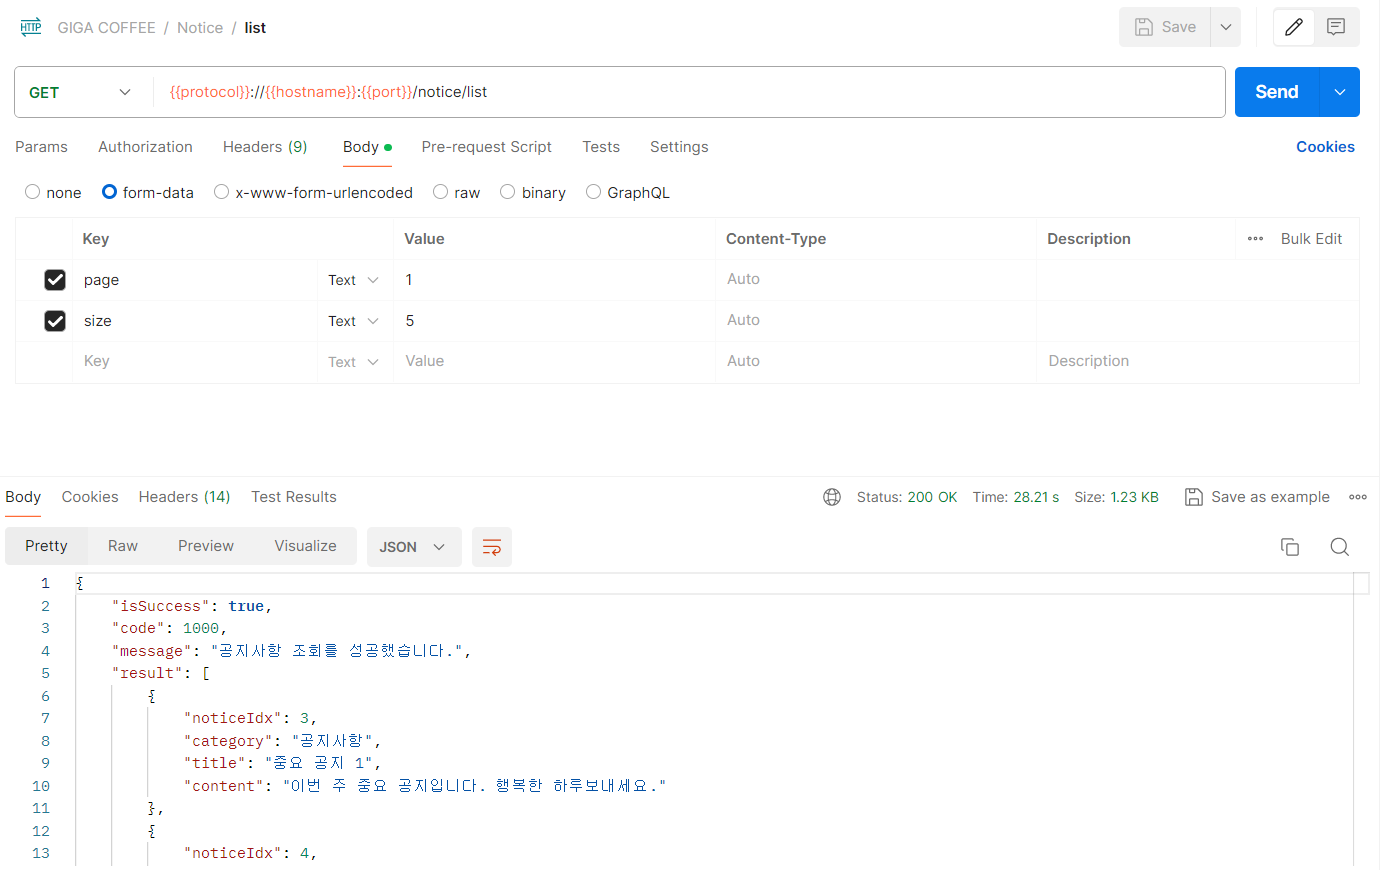 HTTP GIGA COFFEE / Notice / list Save
GET {{protocol}}://{{hostname}}:{{port}}/notice/list Send
Params Authorization Headers (9) Body Pre-request Script Tests Settings Cookies
none form-data x-www-form-urlencoded raw binary GraphQL
Key Value Content-Type Description Bulk Edit
page Text 1 Auto
size Text 5 Auto
Key Text Value Auto Description
Body Cookies Headers (14) Test Results Status: 200 OK Time: 28.21 s Size: 1.23 KB Save as example
Pretty Raw Preview Visualize JSON
1 {
2 "isSuccess": true,
3 "code": 1000,
4 "message": "공지사항 조회를 성공했습니다.",
5 "result": [
6 {
7 "noticeIdx": 3,
8 "category": "공지사항",
9 "title": "중요 공지 1",
10 "content": "이번 주 중요 공지입니다. 행복한 하루보내세요."
11 },
12 {
13 "noticeIdx": 4,